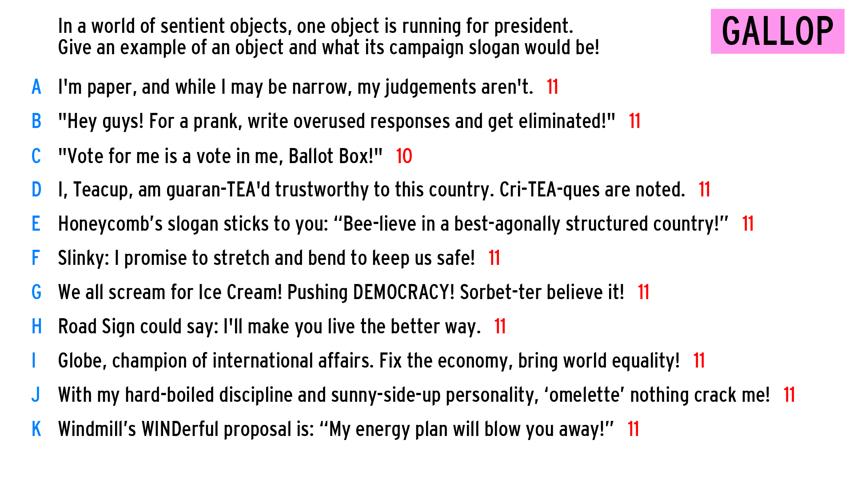 In a world of sentient objects, one object is running for president.
Give an example of an object and what its campaign slogan would be!
GALLOP
A I'm paper, and while I may be narrow, my judgements aren't. 11
B "Hey guys! For a prank, write overused responses and get eliminated!" 11
C "Vote for me is a vote in me, Ballot Box!" 10
D I, Teacup, am guaran-TEA'd trustworthy to this country. Cri-TEA-ques are noted. 11
E Honeycomb’s slogan sticks to you: “Bee-lieve in a best-agonally structured country!” 11
F Slinky: I promise to stretch and bend to keep us safe! 11
G We all scream for Ice Cream! Pushing DEMOCRACY! Sorbet-ter believe it! 11
H Road Sign could say: I'll make you live the better way. 11
I Globe, champion of international affairs. Fix the economy, bring world equality! 11
J With my hard-boiled discipline and sunny-side-up personality, ‘omelette’ nothing crack me! 11
K Windmill’s WINDerful proposal is: “My energy plan will blow you away!” 11